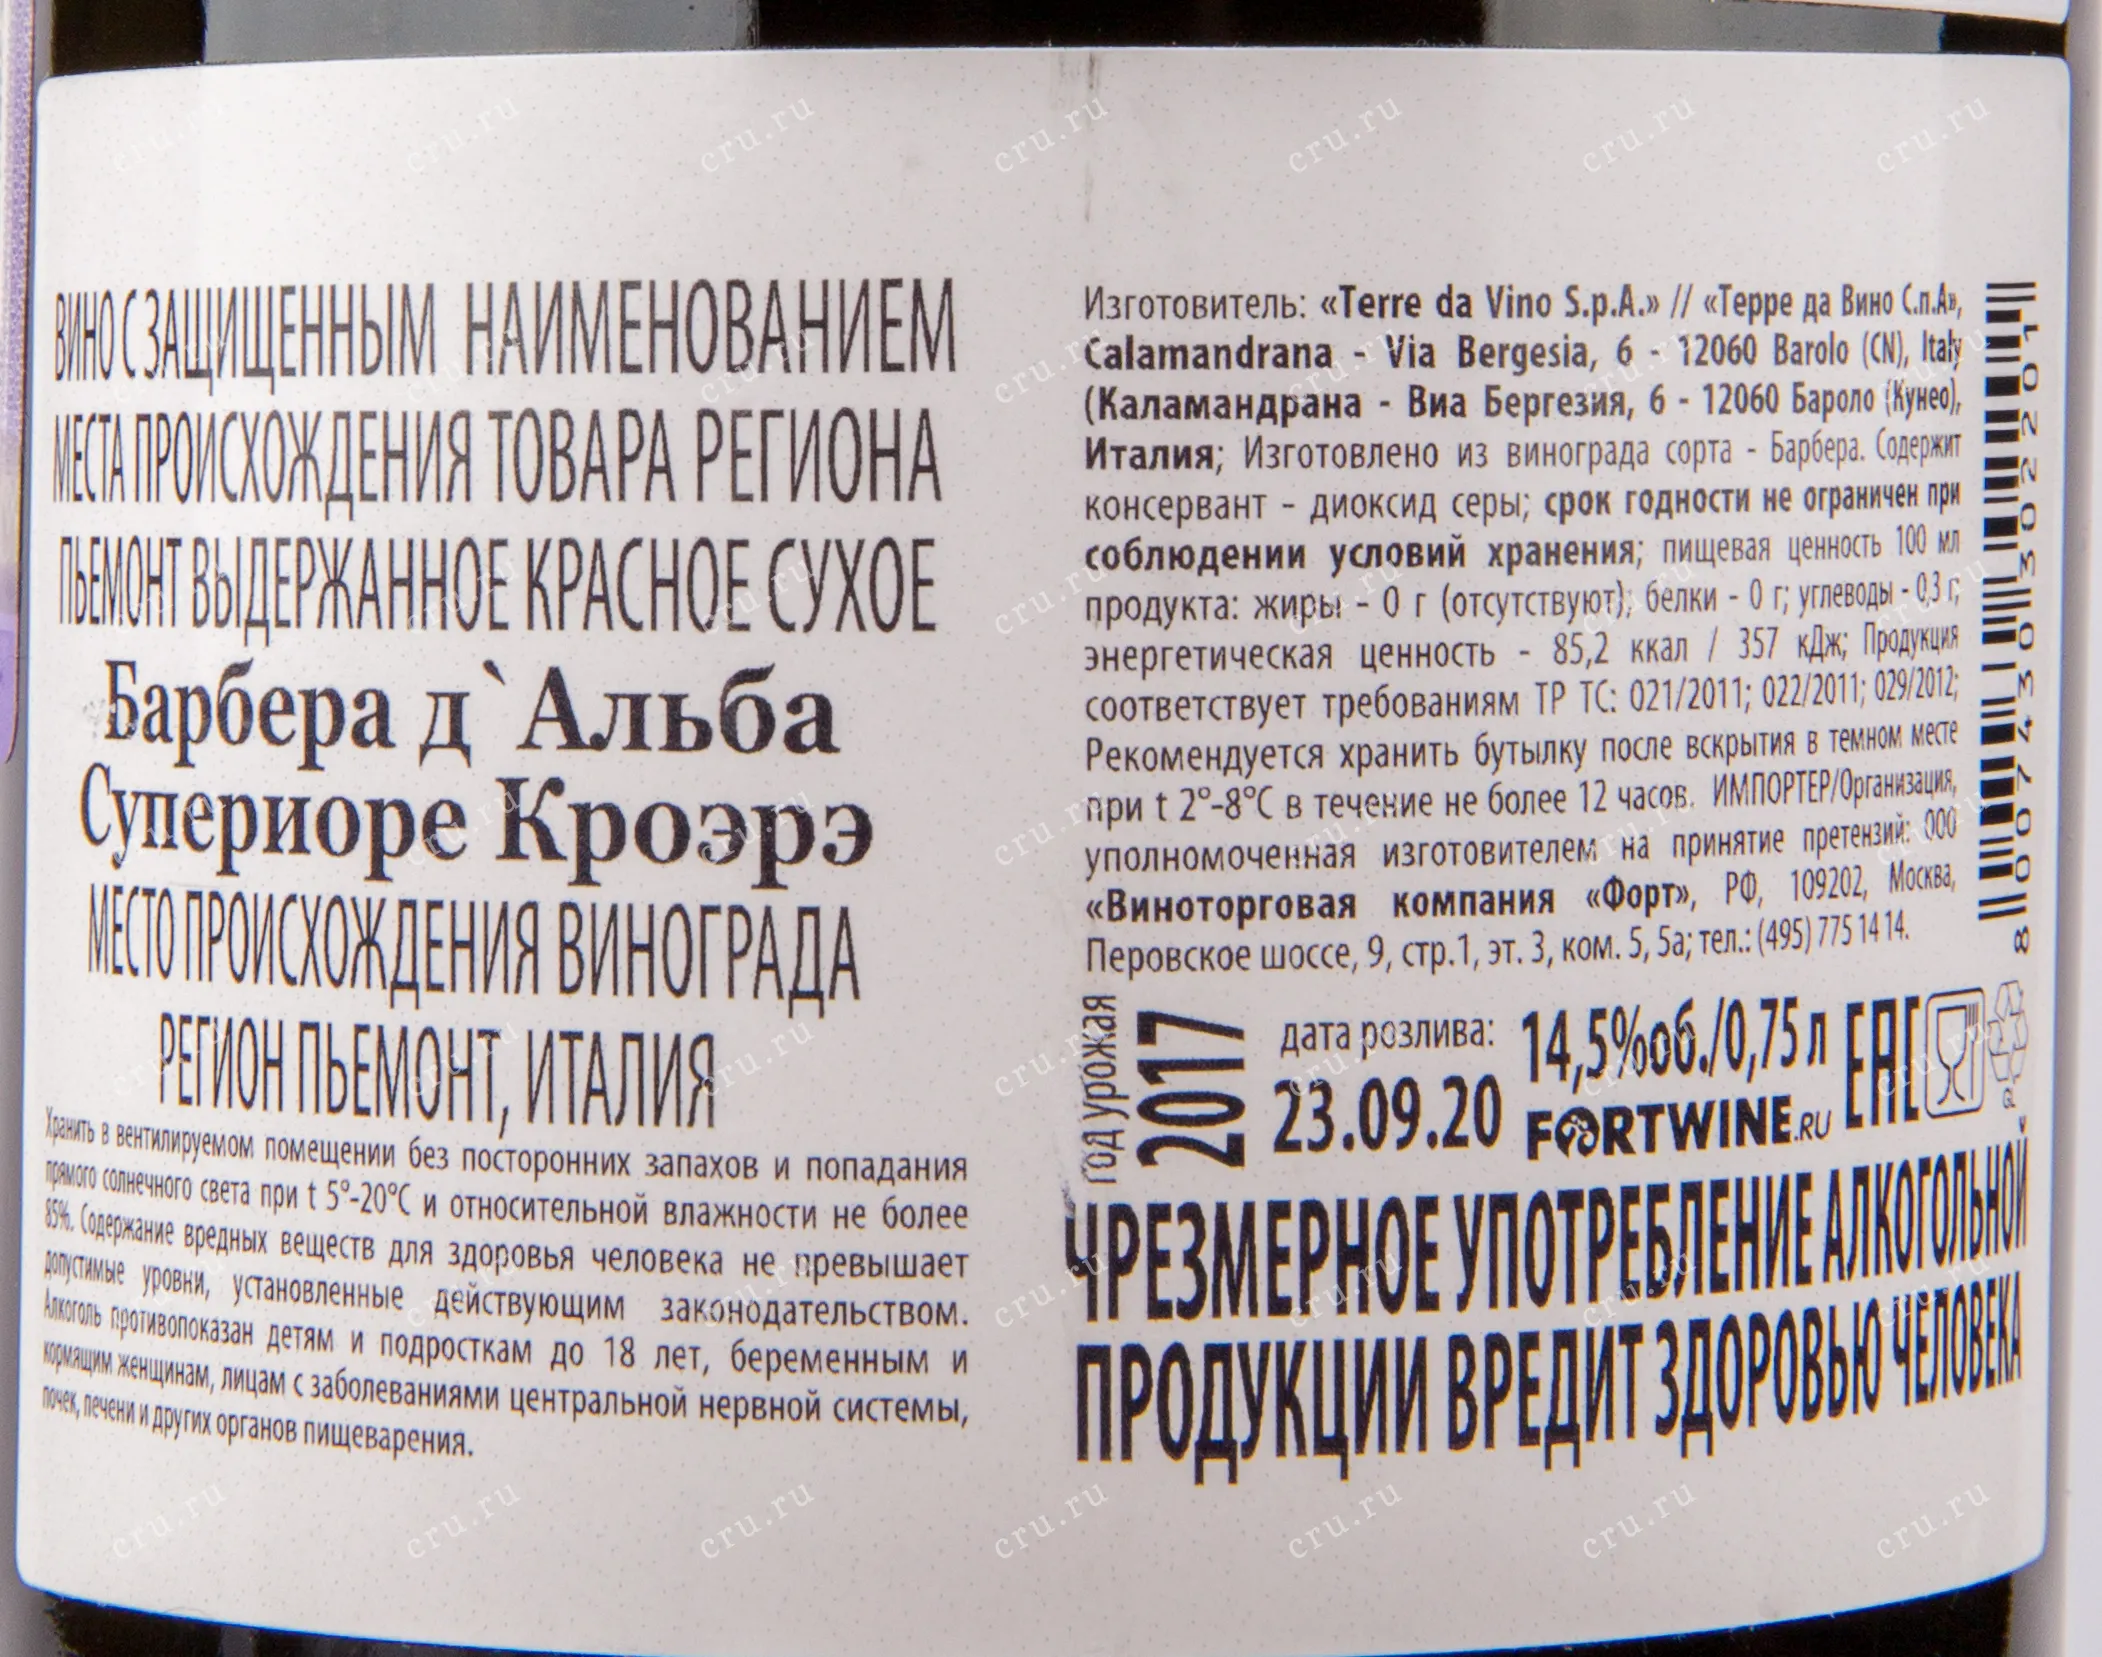 ВИНО С ЗАЩИЩЕННЫМ НАИМЕНОВАНИЕМ
МЕСТА ПРОИСХОЖДЕНИЯ ТОВАРА РЕГИОНА
ПЬЕМОНТ ВЫДЕРЖАННОЕ КРАСНОЕ СУХОЕ
Барбера д`Альба
Супериоре Кроэрэ
МЕСТО ПРОИСХОЖДЕНИЯ ВИНОГРАДА
РЕГИОН ПЬЕМОНТ, ИТАЛИЯ
Хранить в вентилируемом помещении без посторонних запахов и попадания
прямого солнечного света при t 5°-20°C и относительной влажности не более
85%. Содержание вредных веществ для здоровья человека не превышает
допустимые уровни, установленные действующим законодательством.
Алкоголь противопоказан детям и подросткам до 18 лет, беременным и
кормящим женщинам, лицам с заболеваниями центральной нервной системы,
почек, печени и других органов пищеварения.
Изготовитель: «Terre da Vino S.p.A.» // «Терре да Вино С.п.А»,
Calamandrana - Via Bergesia, 6 - 12060 Barolo (CN), Italy
(Каламандрана - Виа Бергезия, 6 - 12060 Бароло (Кунео),
Италия; Изготовлено из винограда сорта - Барбера. Содержит
консервант - диоксид серы; срок годности не ограничен при
соблюдении условий хранения; пищевая ценность 100 мл
продукта: жиры - 0 г (отсутствуют); белки - 0 г; углеводы - 0,3 г;
энергетическая ценность - 85,2 ккал / 357 кДж; Продукция
соответствует требованиям ТР ТС: 021/2011; 022/2011; 029/2012;
Рекомендуется хранить бутылку после вскрытия в темном месте
при t 2°-8°C в течение не более 12 часов. ИМПОРТЕР/Организация,
уполномоченная изготовителем на принятие претензий: ООО
«Виноторговая компания «Форт», РФ, 109202, Москва,
Перовское шоссе, 9, стр.1, эт. 3, ком. 5, 5а; тел.: (495) 775 14 14.
8 007430 302201
год урожая
2017
дата розлива:
23.09.20
14,5%об./0,75 л
FORTWINE.RU
EAC
GL
ЧРЕЗМЕРНОЕ УПОТРЕБЛЕНИЕ АЛКОГОЛЬНОЙ
ПРОДУКЦИИ ВРЕДИТ ЗДОРОВЬЮ ЧЕЛОВЕКА
cru.ru